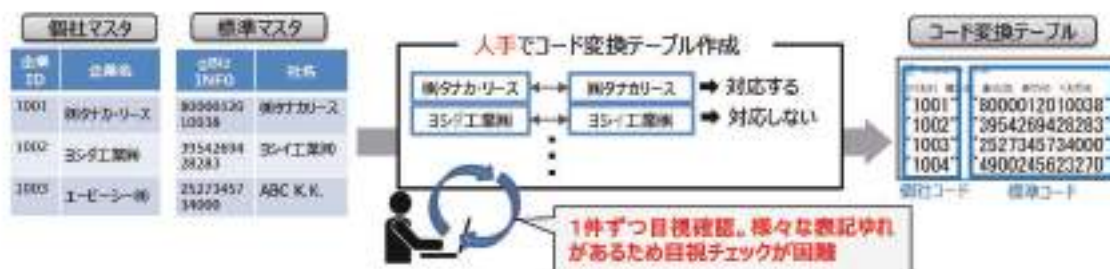 個社マスタ
企業ID 企業名
1001 ㈱タナカ・リース
1002 ヨシダ工業㈱
1003 エービーシー㈱
標準マスタ
gBiz INFO 社名
8000012010038 ㈱タナカリース
3954269428283 ヨシイ工業㈱
2527345734000 ABC K.K.
人手でコード変換テーブル作成
㈱タナカ・リース ㈱タナカリース 対応する
ヨシダ工業㈱ ヨシイ工業㈱ 対応しない
1件ずつ目視確認。様々な表記ゆれ
があるため目視チェックが困難
コード変換テーブル
"1001" "8000012010038"
"1002" "3954269428283"
"1003" "2527345734000"
"1004" "4900245623270"
個社コード 標準コード